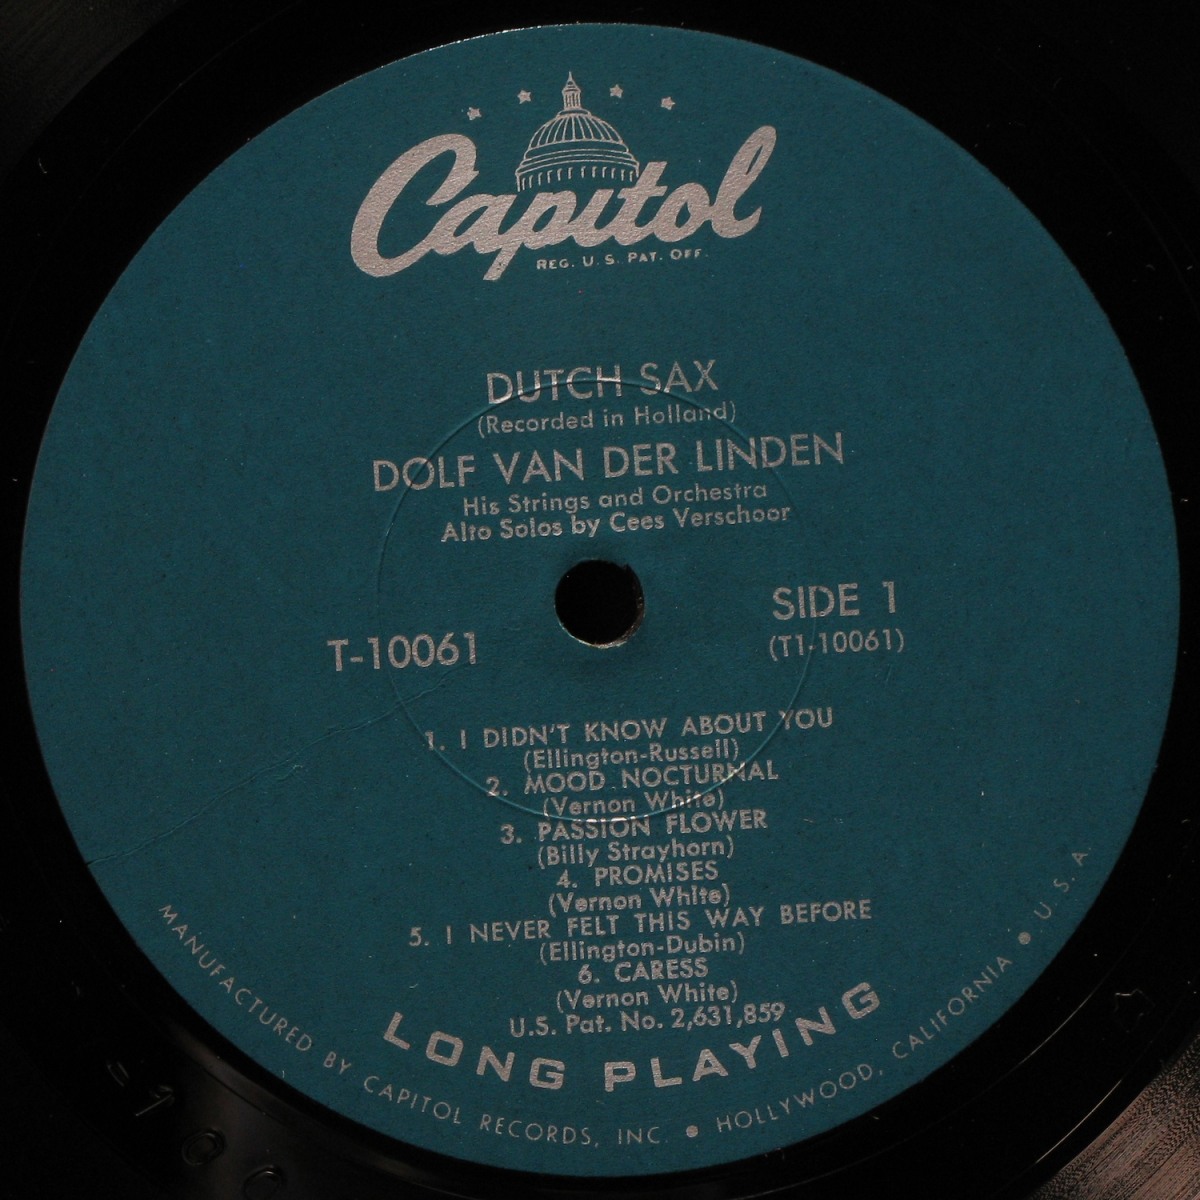 Capitol
REG. U. S. PAT. OFF.
DUTCH SAX
(Recorded in Holland)
DOLF VAN DER LINDEN
His Strings and Orchestra
Alto Solos by Cees Verschoor
SIDE 1
T-10061
(T1-10061)
1. I DIDN'T KNOW ABOUT YOU
(Ellington-Russell)
2. MOOD NOCTURNAL
(Vernon White)
3. PASSION FLOWER
(Billy Strayhorn)
4. PROMISES
(Vernon White)
5. I NEVER FELT THIS WAY BEFORE
(Ellington-Dubin)
6. CARESS
(Vernon White)
U.S. Pat. No. 2,631,859
LONG PLAYING
MANUFACTURED BY CAPITOL RECORDS, INC. ● HOLLYWOOD, CALIFORNIA ● U. S. A.